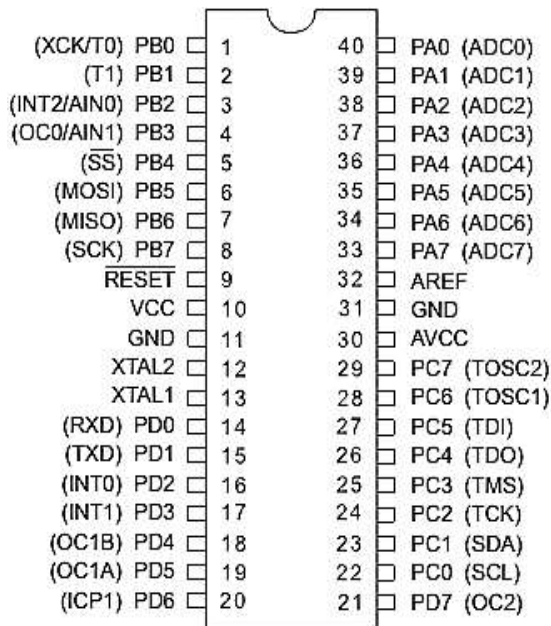 (XCK/T0) PB0 1 40 PA0 (ADC0)
(T1) PB1 2 39 PA1 (ADC1)
(INT2/AIN0) PB2 3 38 PA2 (ADC2)
(OC0/AIN1) PB3 4 37 PA3 (ADC3)
(S̅S̅) PB4 5 36 PA4 (ADC4)
(MOSI) PB5 6 35 PA5 (ADC5)
(MISO) PB6 7 34 PA6 (ADC6)
(SCK) PB7 8 33 PA7 (ADC7)
R̅E̅S̅E̅T̅ 9 32 AREF
VCC 10 31 GND
GND 11 30 AVCC
XTAL2 12 29 PC7 (TOSC2)
XTAL1 13 28 PC6 (TOSC1)
(RXD) PD0 14 27 PC5 (TDI)
(TXD) PD1 15 26 PC4 (TDO)
(INT0) PD2 16 25 PC3 (TMS)
(INT1) PD3 17 24 PC2 (TCK)
(OC1B) PD4 18 23 PC1 (SDA)
(OC1A) PD5 19 22 PC0 (SCL)
(ICP1) PD6 20 21 PD7 (OC2)